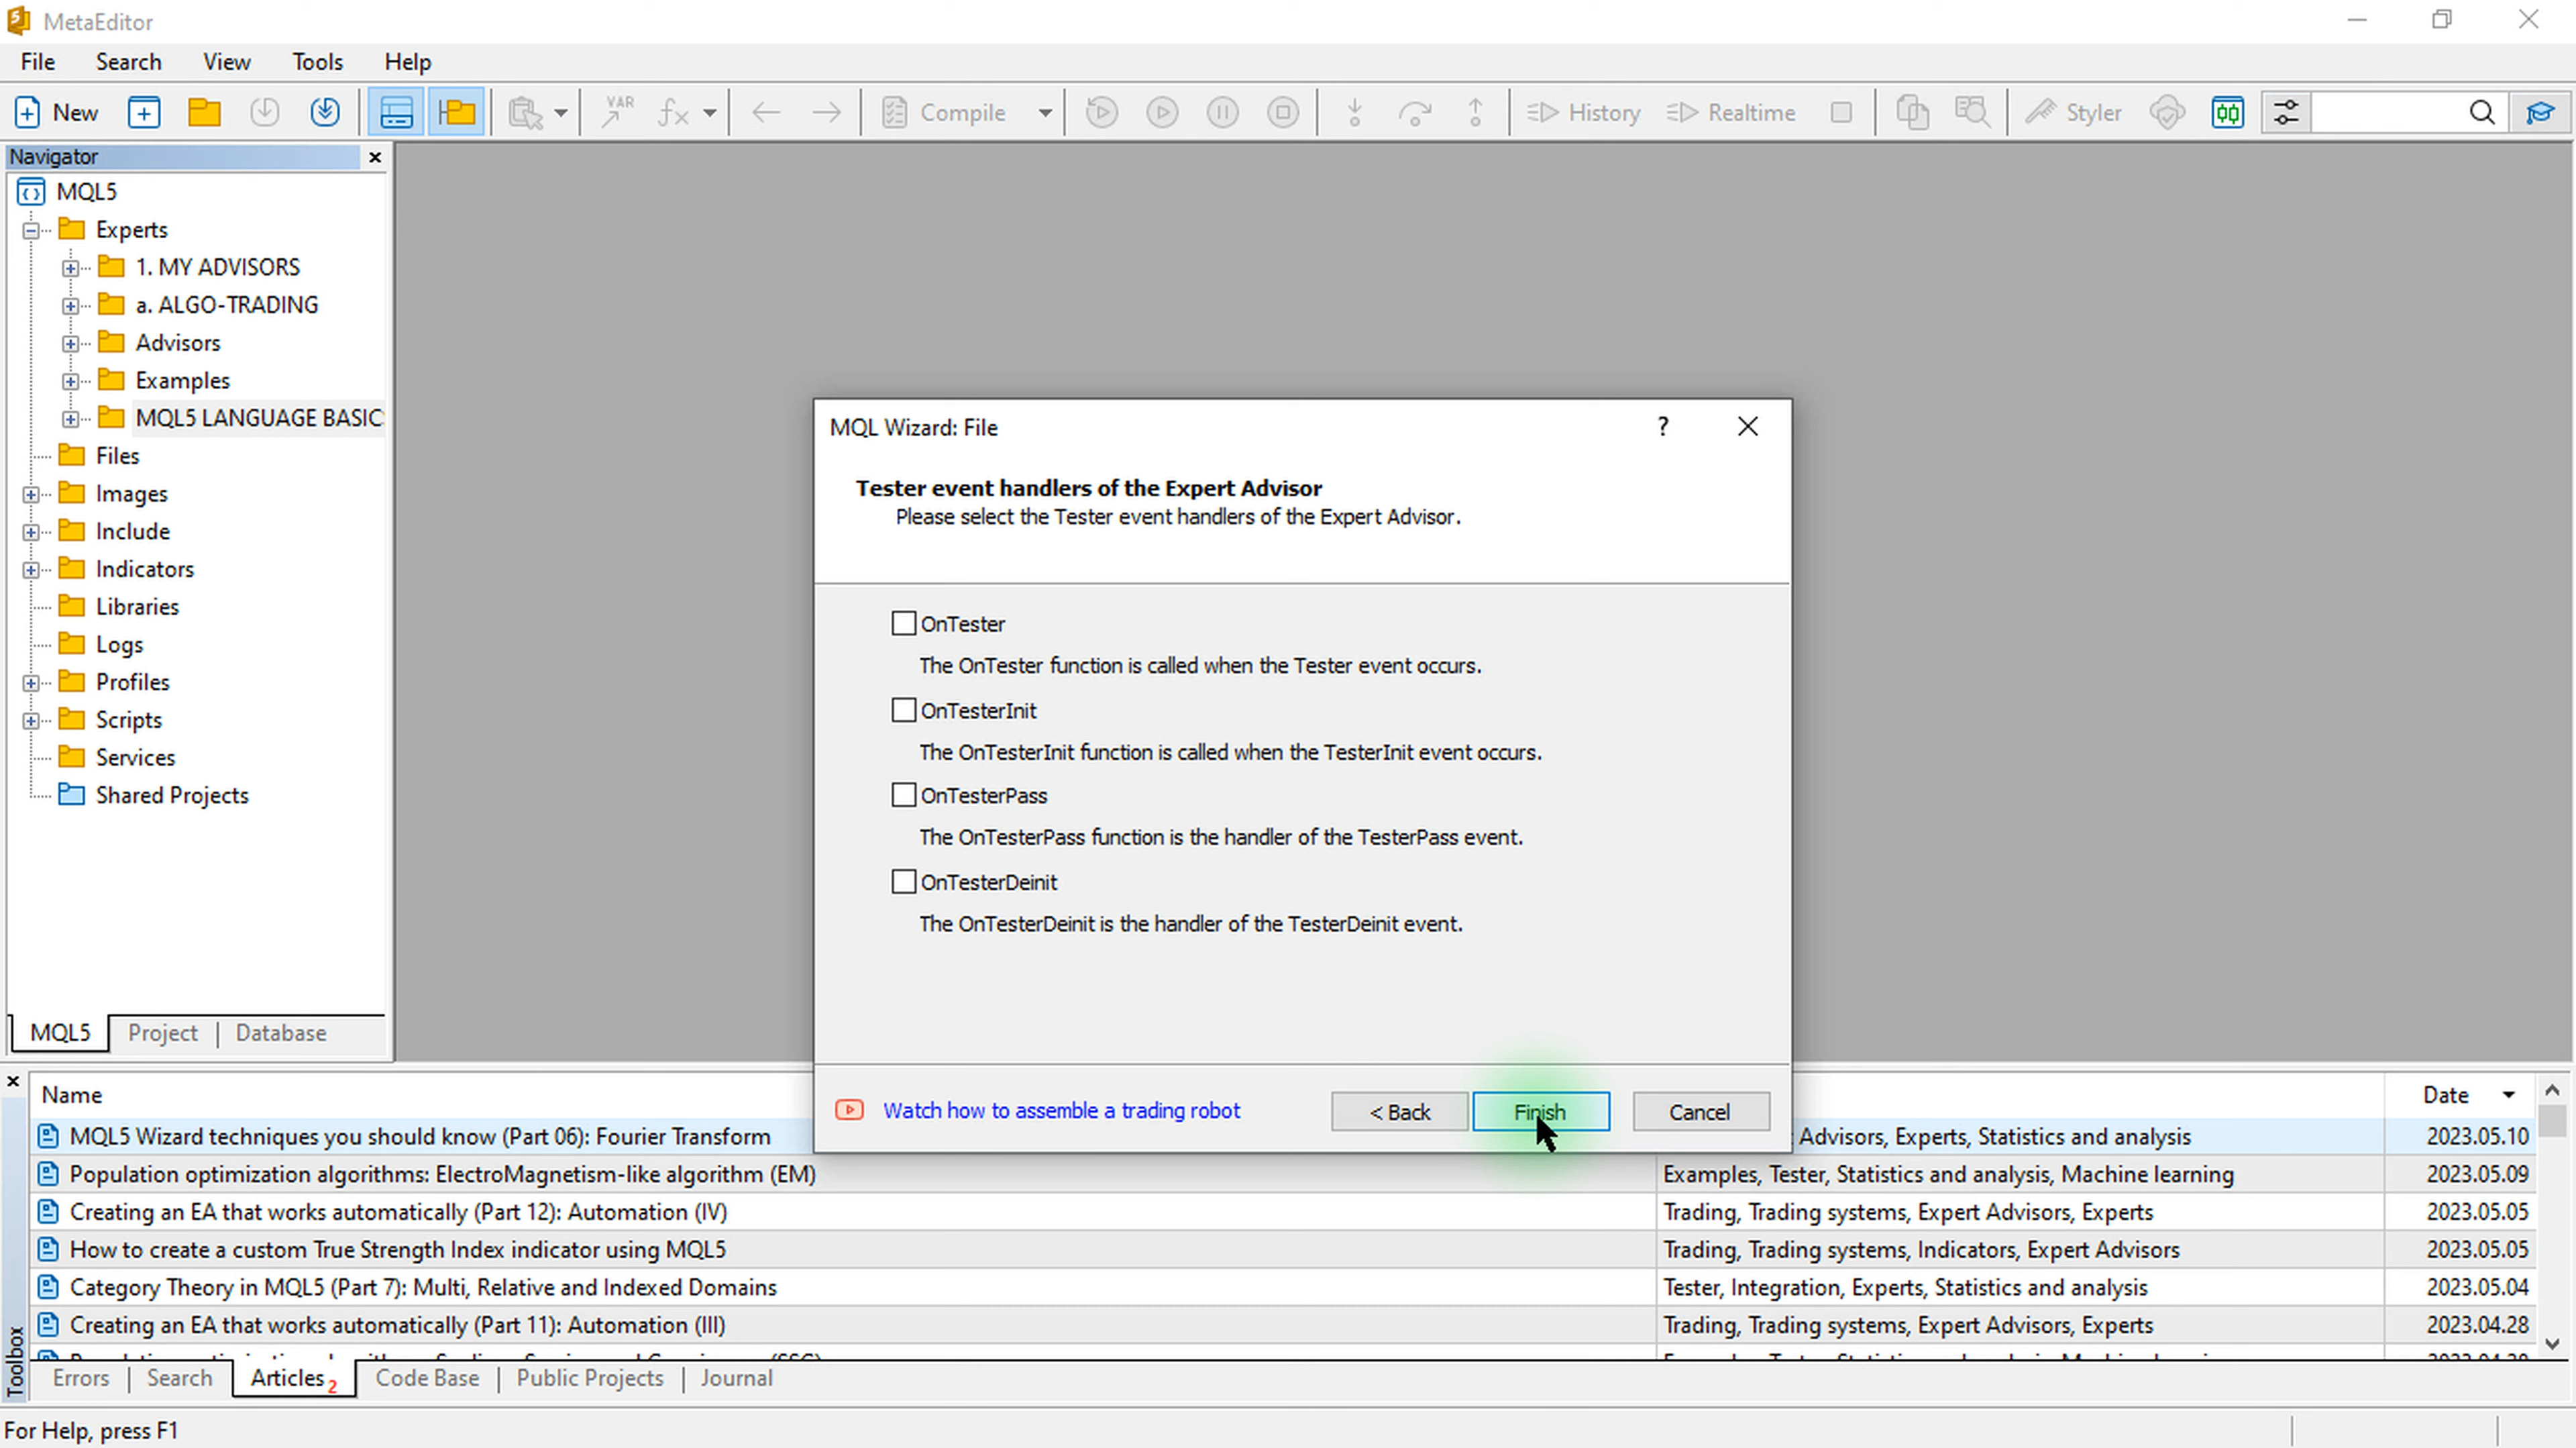 MetaEditor
File Search View Tools Help
New VAR Compile History Realtime Styler
Navigator
MQL5
Experts
1. MY ADVISORS
a. ALGO-TRADING
Advisors
Examples
MQL5 LANGUAGE BASIC
Files
Images
Include
Indicators
Libraries
Logs
Profiles
Scripts
Services
Shared Projects
MQL5 Project Database
MQL Wizard: File
Tester event handlers of the Expert Advisor
Please select the Tester event handlers of the Expert Advisor.
OnTester
The OnTester function is called when the Tester event occurs.
OnTesterInit
The OnTesterInit function is called when the TesterInit event occurs.
OnTesterPass
The OnTesterPass function is the handler of the TesterPass event.
OnTesterDeinit
The OnTesterDeinit is the handler of the TesterDeinit event.
Watch how to assemble a trading robot < Back Finish Cancel
Name Date
MQL5 Wizard techniques you should know (Part 06): Fourier Transform Advisors, Experts, Statistics and analysis 2023.05.10
Population optimization algorithms: ElectroMagnetism-like algorithm (EM) Examples, Tester, Statistics and analysis, Machine learning 2023.05.09
Creating an EA that works automatically (Part 12): Automation (IV) Trading, Trading systems, Expert Advisors, Experts 2023.05.05
How to create a custom True Strength Index indicator using MQL5 Trading, Trading systems, Indicators, Expert Advisors 2023.05.05
Category Theory in MQL5 (Part 7): Multi, Relative and Indexed Domains Tester, Integration, Experts, Statistics and analysis 2023.05.04
Creating an EA that works automatically (Part 11): Automation (III) Trading, Trading systems, Expert Advisors, Experts 2023.04.28
Toolbox
Errors Search Articles 2 Code Base Public Projects Journal
For Help, press F1